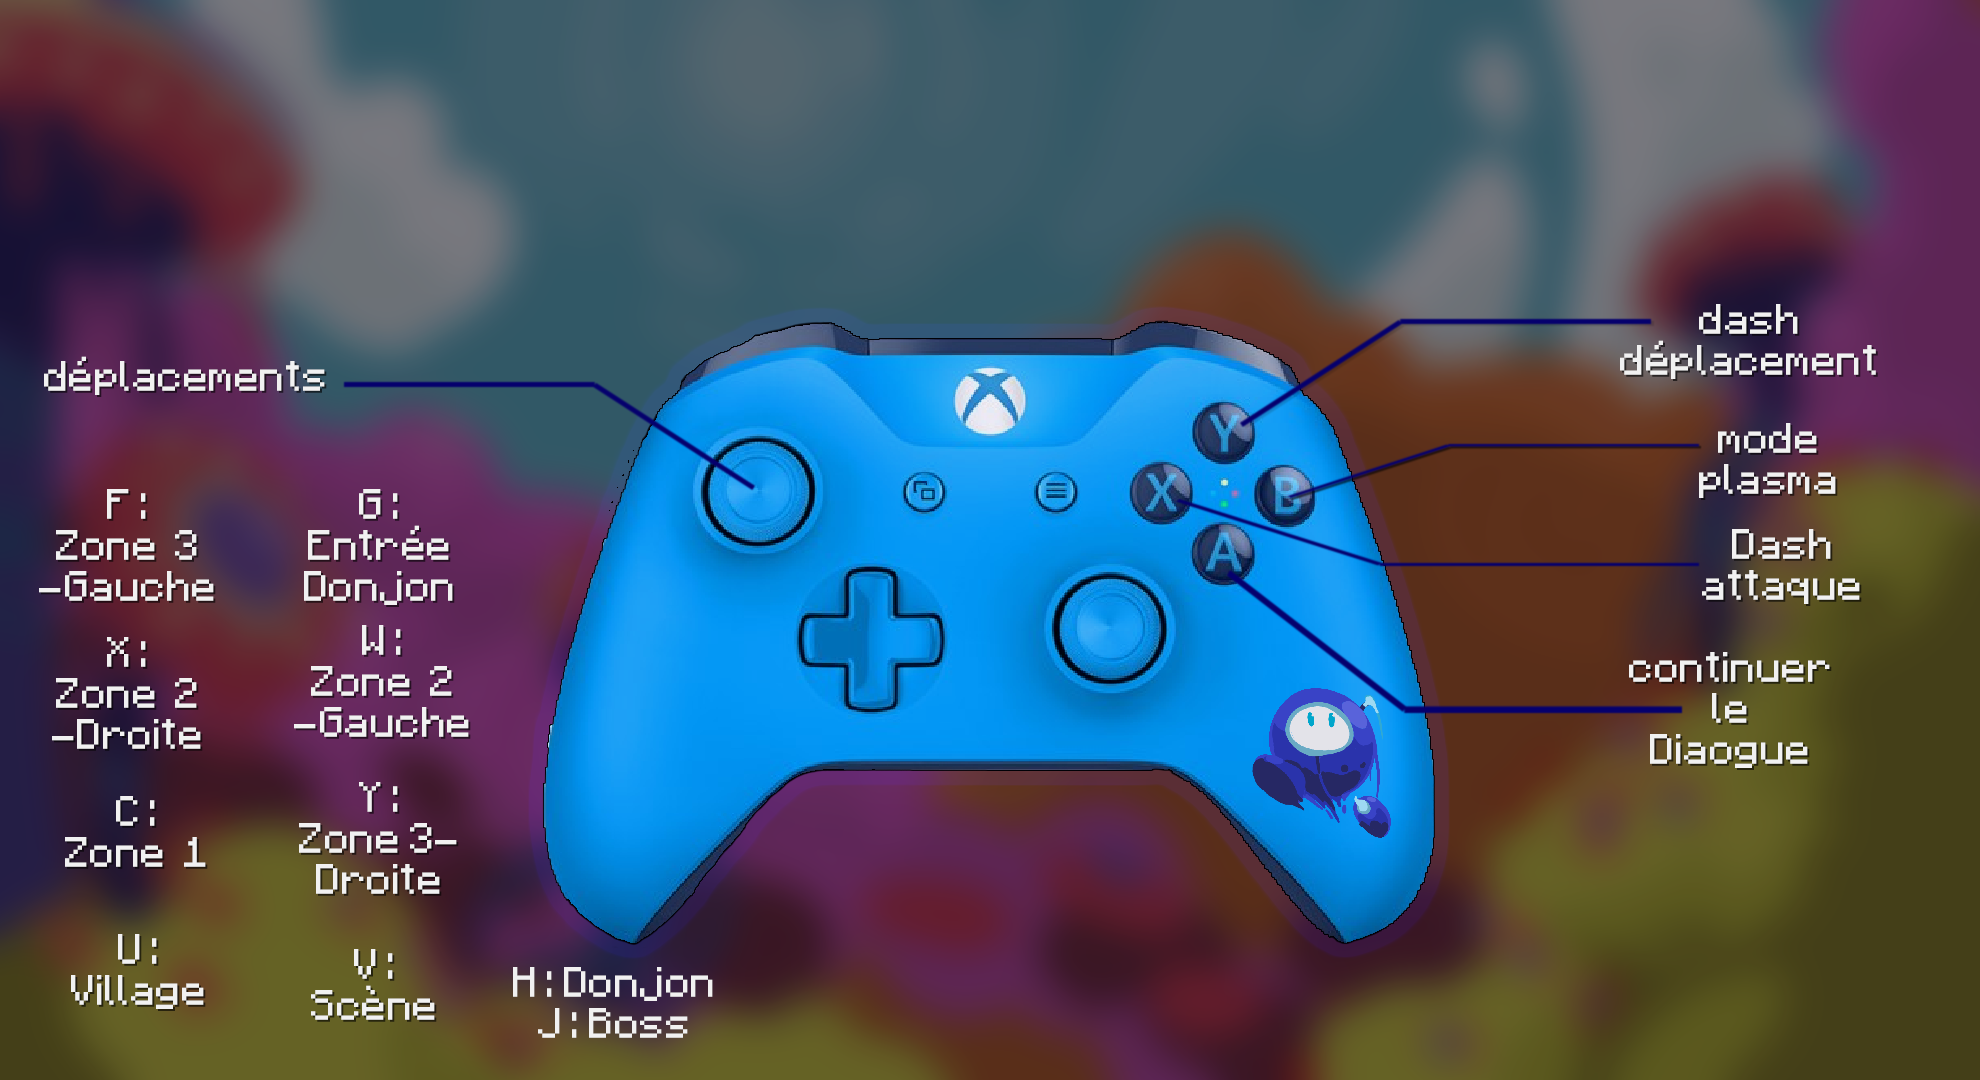 déplacements
F:
Zone 3
-Gauche
G:
Entrée
Donjon
X:
Zone 2
-Droite
W:
Zone 2
-Gauche
C:
Zone 1
Y:
Zone 3-
Droite
U:
Village
V:
Scène
H:Donjon
J:Boss
Y
X
B
A
dash
déplacement
mode
plasma
Dash
attaque
continuer
le
Diaogue